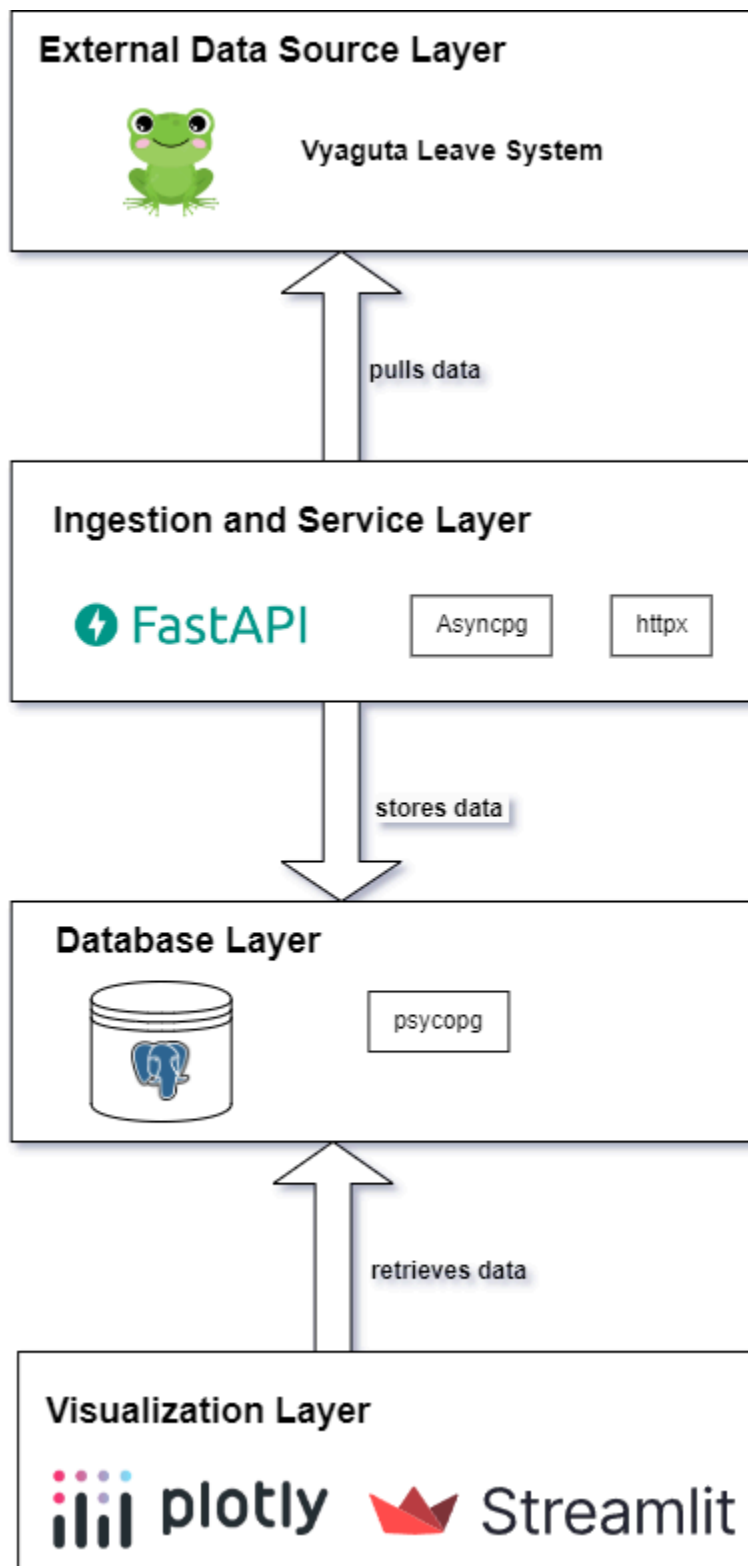 External Data Source Layer
Vyaguta Leave System
pulls data
Ingestion and Service Layer
FastAPI
Asyncpg
httpx
stores data
Database Layer
psycopg
retrieves data
Visualization Layer
plotly
Streamlit